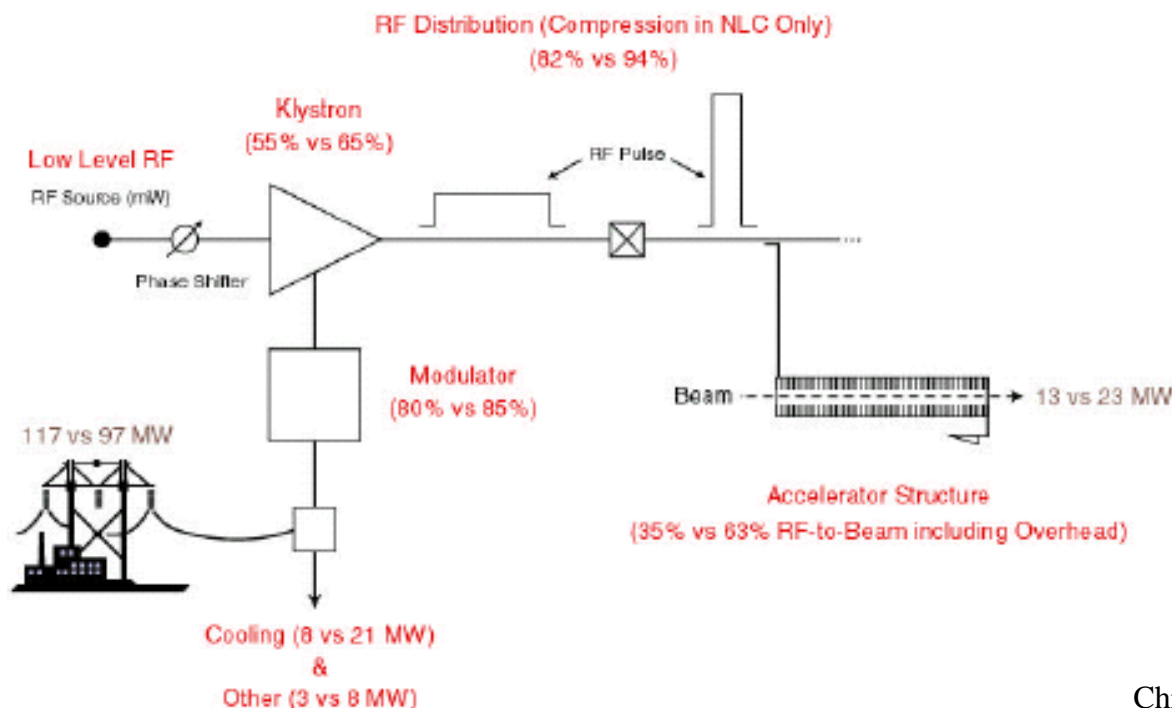 RF Distribution (Compression in NLC Only)
(82% vs 94%)
Klystron
(55% vs 65%)
RF Pulse
Low Level RF
RF Source (mW)
Phase Shifter
Modulator
(80% vs 85%)
Beam
13 vs 23 MW
117 vs 97 MW
Accelerator Structure
(35% vs 63% RF-to-Beam including Overhead)
Cooling (8 vs 21 MW)
&
Other (3 vs 8 MW)